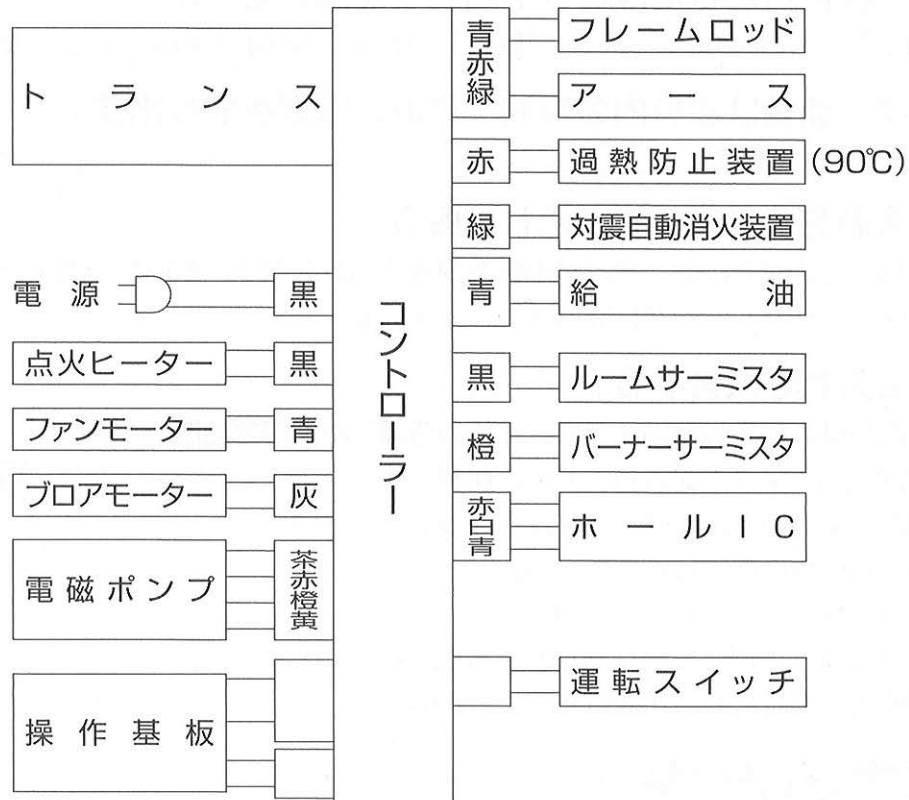 トランス
電源
黒
点火ヒーター
黒
ファンモーター
青
ブロアモーター
灰
電磁ポンプ
茶赤橙黄
操作基板
コントローラー
青赤緑
フレームロッド
アース
赤
過熱防止装置(90℃)
緑
対震自動消火装置
青
給油
黒
ルームサーミスタ
橙
バーナーサーミスタ
赤白青
ホールIC
運転スイッチ